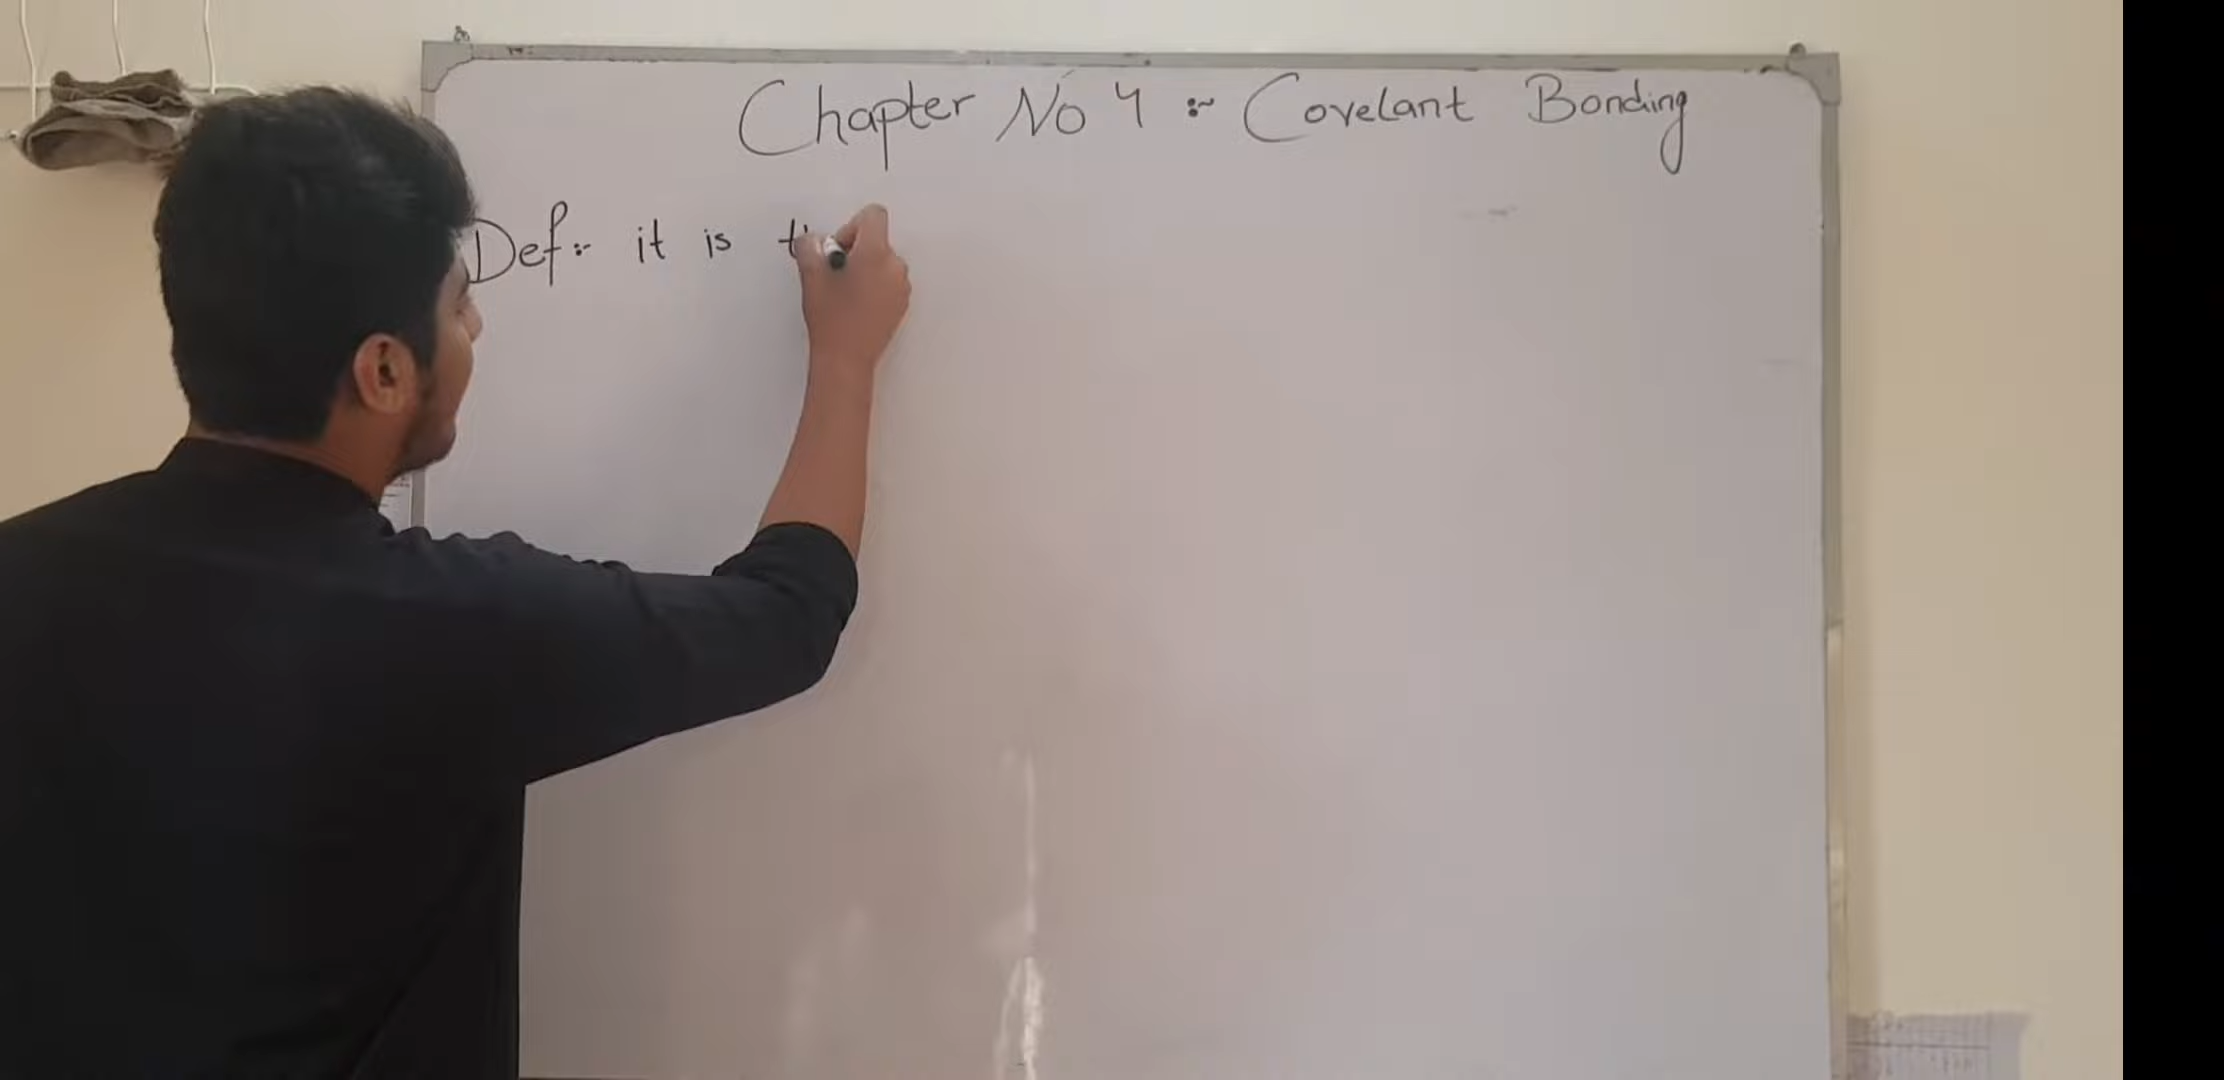 Chapter No 4 :~ Covelant Bonding
Def:~ it is